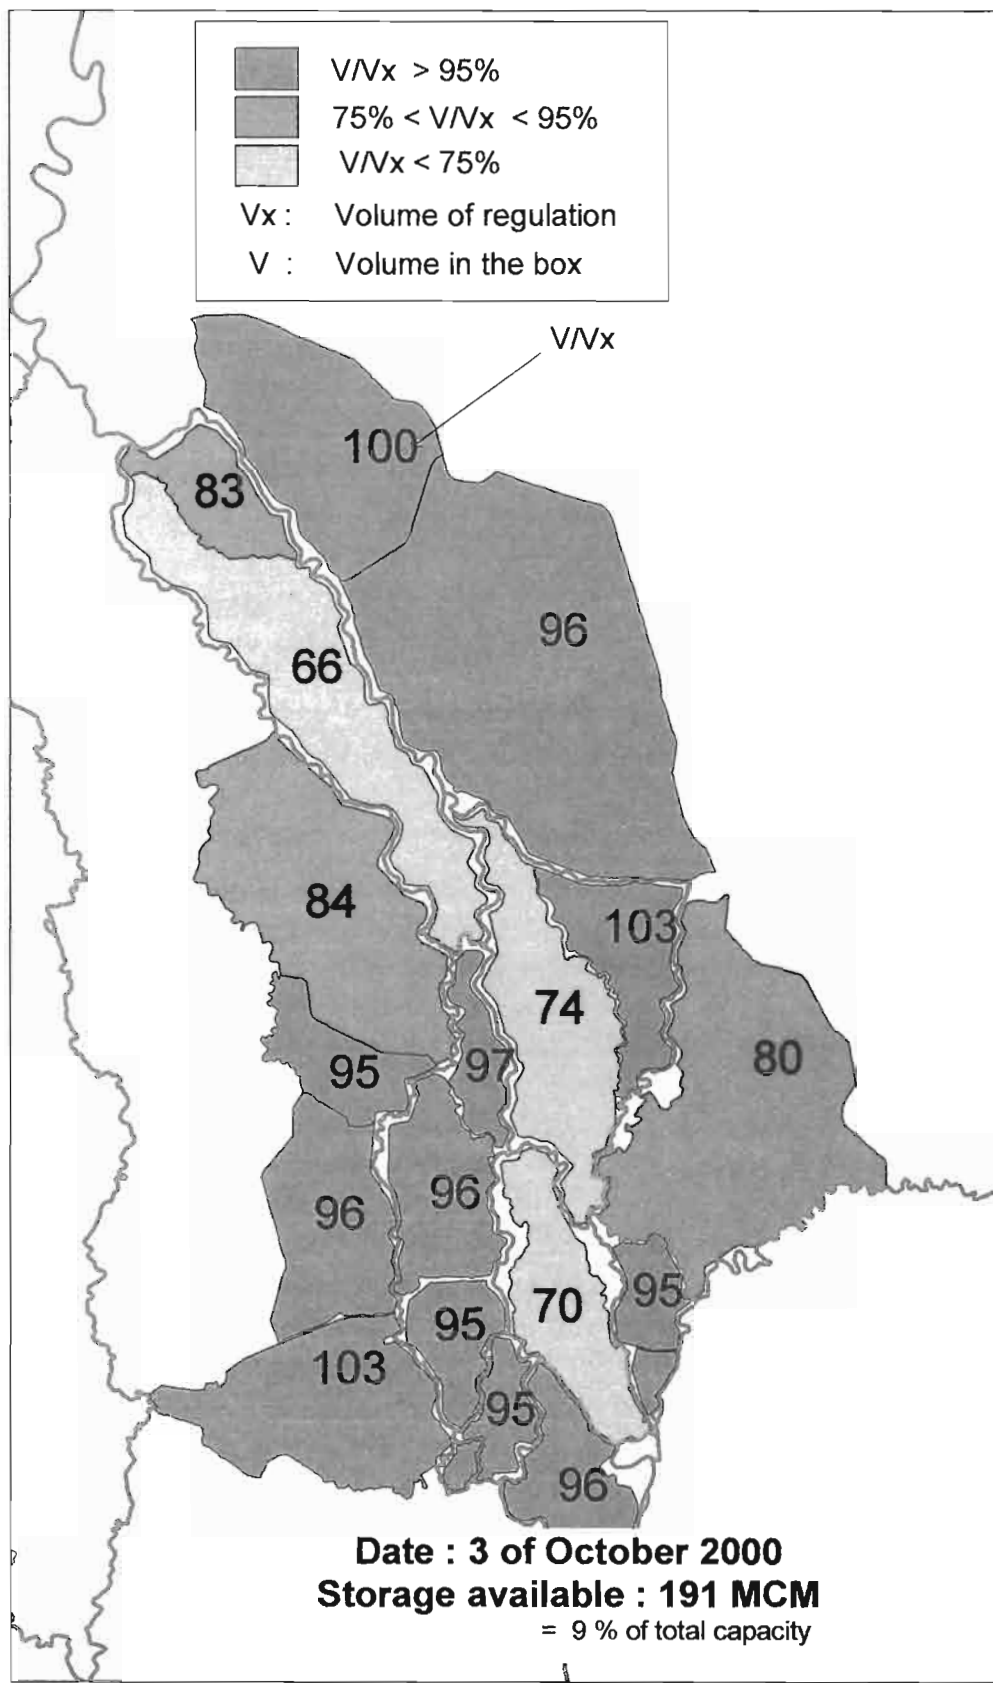 V/Vx > 95%
75% < V/Vx < 95%
V/Vx < 75%
Vx : Volume of regulation
V : Volume in the box
V/Vx
100
83
96
66
84
103
74
80
95
97
96
96
95
70
95
103
95
96
Date : 3 of October 2000
Storage available : 191 MCM
= 9 % of total capacity